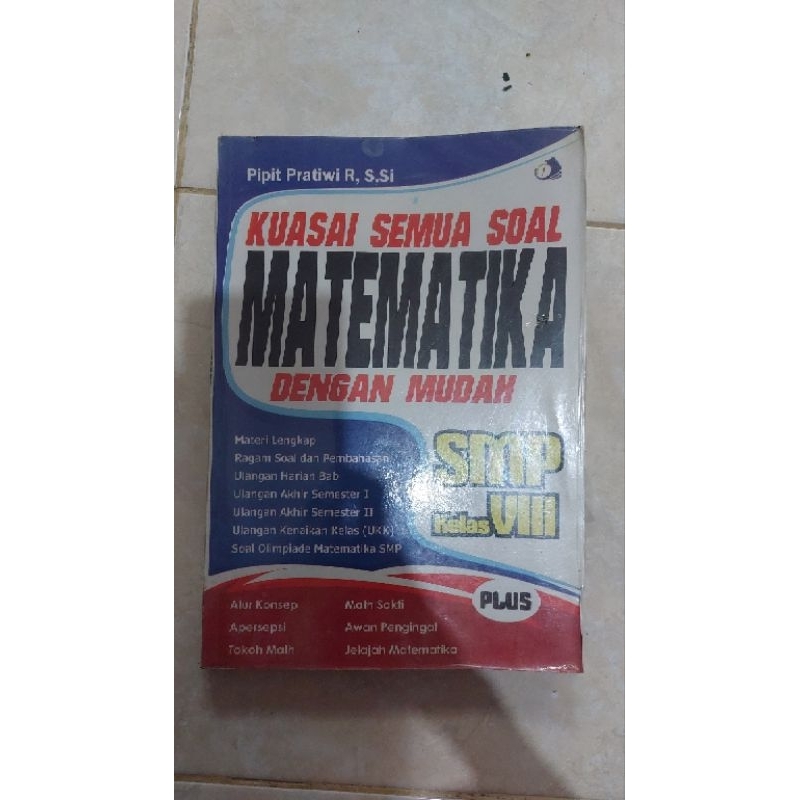 Pipit Pratiwi R, S.Si
KUASAI SEMUA SOAL
MATEMATIKA
DENGAN MUDAH
SMP
Kelas VIII
Materi Lengkap
Ragam Soal dan Pembahasan
Ulangan Harian Bab
Ulangan Akhir Semester I
Ulangan Akhir Semester II
Ulangan Kenaikan Kelas (UKK)
Soal Olimpiade Matematika SMP
PLUS
Alur Konsep
Apersepsi
Tokoh Math
Math Sakti
Awan Pengingat
Jelajah Matematika